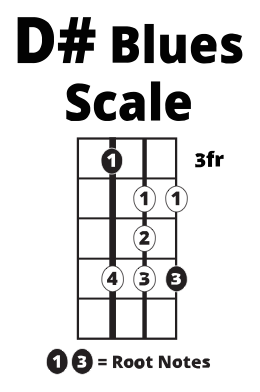 D# Blues
Scale
1 3fr
1 1
2
4 3 3
1 3 = Root Notes